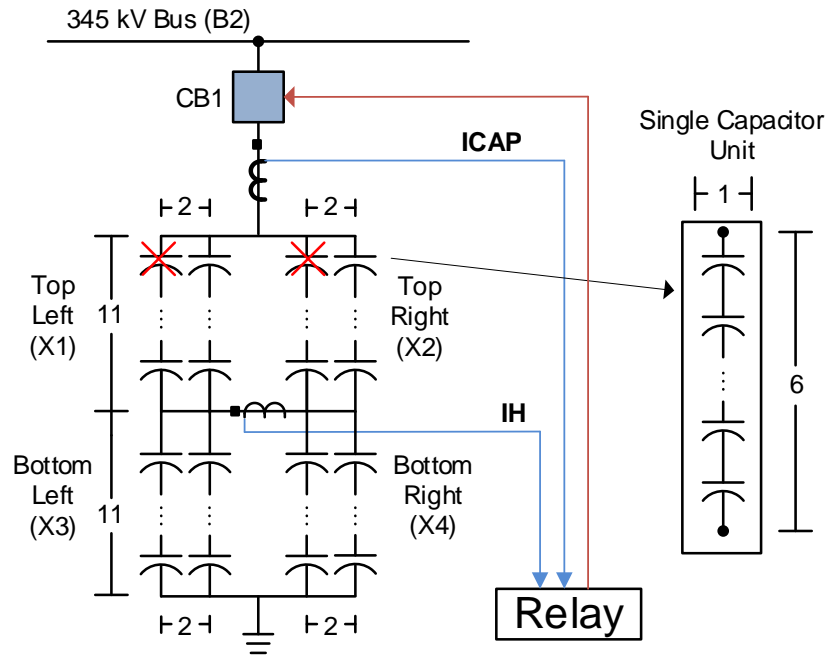 345 kV Bus (B2)
CB1
ICAP
Single Capacitor
Unit
1
2
2
Top
Left
(X1)
11
Top
Right
(X2)
6
IH
Bottom
Left
(X3)
11
Bottom
Right
(X4)
2
2
Relay